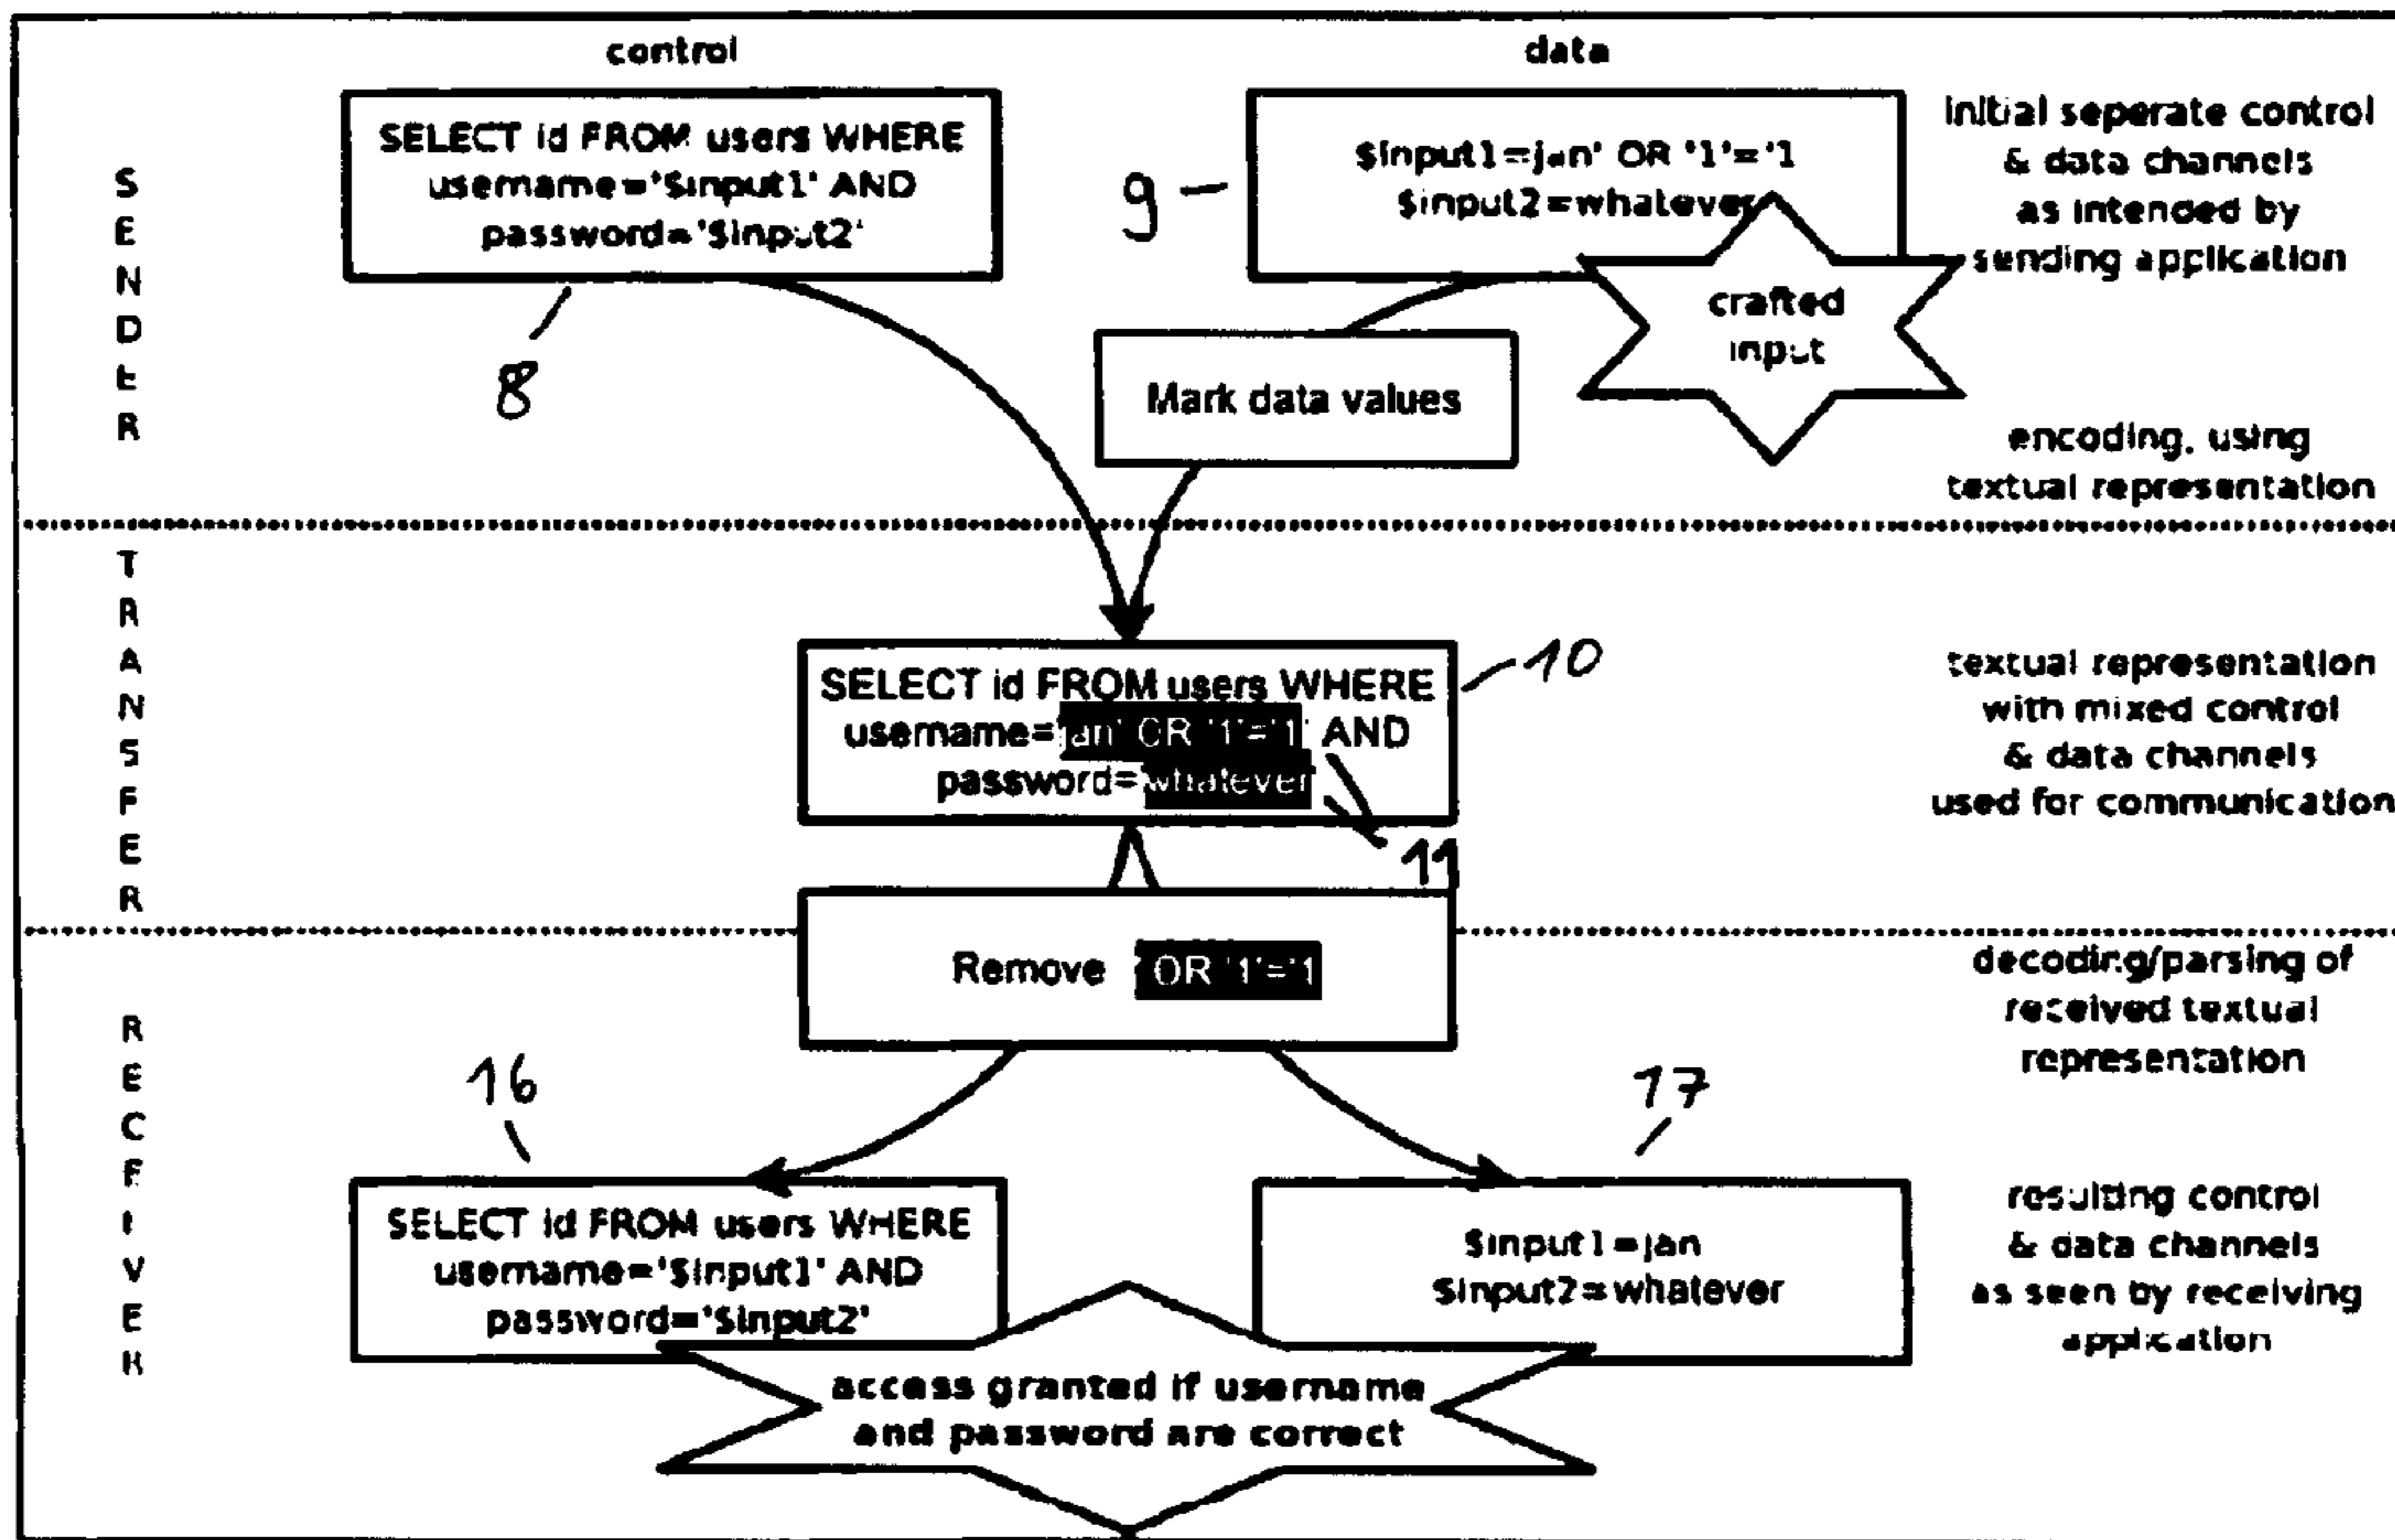 control
data
SELECT id FROM users WHERE
username='$input1' AND
password='$input2'
8
9
$input1=jan' OR '1'='1
$input2=whatever
crafted
input
initial seperate control
& data channels
as intended by
sending application
Mark data values
encoding, using
textual representation
SENDER
TRANSFER
SELECT id FROM users WHERE
username='jan' OR '1'='1' AND
password='whatever'
10
11
textual representation
with mixed control
& data channels
used for communication
Remove ' OR '1'='1
decoding/parsing of
received textual
representation
RECEIVER
16
17
SELECT id FROM users WHERE
username='$input1' AND
password='$input2'
$input1=jan
$input2=whatever
resulting control
& data channels
as seen by receiving
application
access granted if username
and password are correct